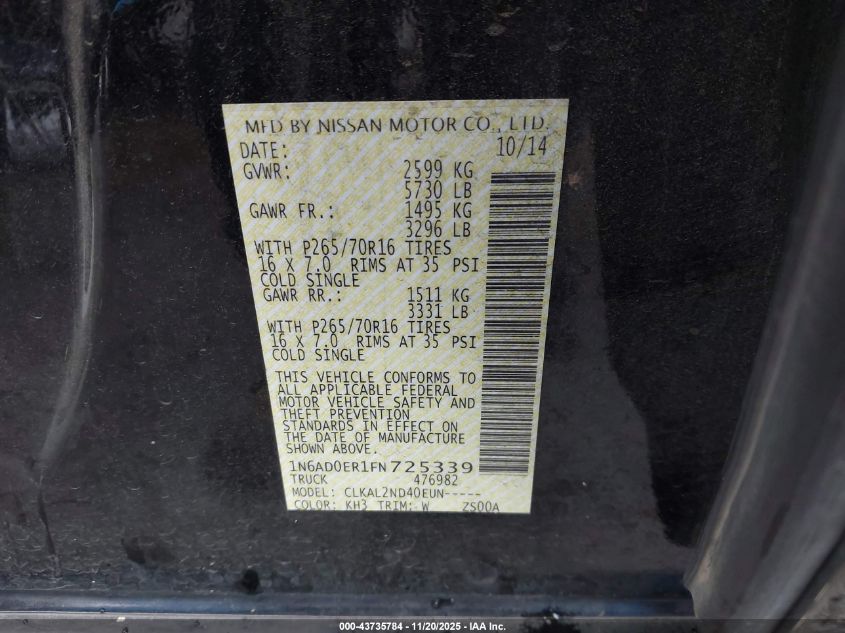 MFD BY NISSAN MOTOR CO., LTD.
DATE: 10/14
GVWR: 2599 KG
5730 LB
GAWR FR.: 1495 KG
3296 LB
WITH P265/70R16 TIRES
16 X 7.0 RIMS AT 35 PSI
COLD SINGLE
GAWR RR.: 1511 KG
3331 LB
WITH P265/70R16 TIRES
16 X 7.0 RIMS AT 35 PSI
COLD SINGLE
THIS VEHICLE CONFORMS TO
ALL APPLICABLE FEDERAL
MOTOR VEHICLE SAFETY AND
THEFT PREVENTION
STANDARDS IN EFFECT ON
THE DATE OF MANUFACTURE
SHOWN ABOVE.
1N6AD0ER1FN725339
TRUCK 476982
MODEL: CLKAL2ND40EUN-----
COLOR: KH3 TRIM: W ZS00A
000-43735784 - 11/20/2025 - IAA Inc.